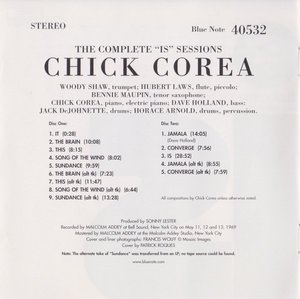 STEREO
Blue Note 40532
THE COMPLETE "IS" SESSIONS
CHICK COREA
WOODY SHAW, trumpet; HUBERT LAWS, flute, piccolo;
BENNIE MAUPIN, tenor saxophone;
CHICK COREA, piano, electric piano; DAVE HOLLAND, bass;
JACK DeJOHNETTE, drums; HORACE ARNOLD, drums, percussion.
Disc One:
1. IT (0:28)
2. THE BRAIN (10:08)
3. THIS (8:15)
4. SONG OF THE WIND (8:02)
5. SUNDANCE (9:59)
6. THE BRAIN (alt tk) (7:23)
7. THIS (alt tk) (11:47)
8. SONG OF THE WIND (alt tk) (6:44)
9. SUNDANCE (alt tk) (13:28)
Disc Two:
1. JAMALA (14:05)
(Dave Holland)
2. CONVERGE (7:56)
3. IS (28:52)
4. JAMALA (alt tk) (8:55)
5. CONVERGE (alt tk) (7:59)
All compositions by Chick Corea unless otherwise noted.
Produced by SONNY LESTER
Recorded by MALCOLM ADDEY at Bell Sound, New York City on May 11, 12 and 13, 1969
Mastered by MALCOLM ADDEY at the Malcolm Addey Studio, New York City
Cover and liner photographs: FRANCIS WOLFF © Mosaic Images
Cover Design by PATRICK ROQUES
Note: The alternate take of "Sundance" was transferred from an LP; no tape source could be found.
www.bluenote.com